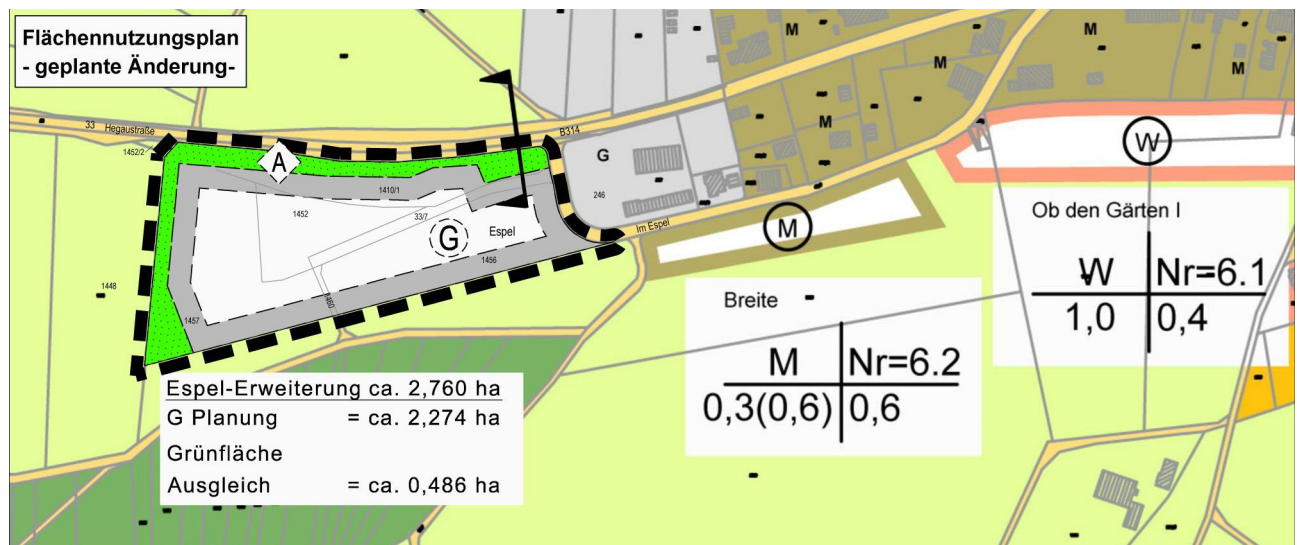 Flächennutzungsplan
- geplante Änderung-
M
M
M
M
M
33
Hegaustraße
B314
1452/2
A
G
W
1410/1
246
1452
33/7
G
Espel
Im Espel
M
Ob den Gärten I
1456
W
Nr=6.1
1448
1460
Breite
1,0
0,4
1457
M
Nr=6.2
0,3(0,6)
0,6
Espel-Erweiterung ca. 2,760 ha
G Planung = ca. 2,274 ha
Grünfläche
Ausgleich = ca. 0,486 ha